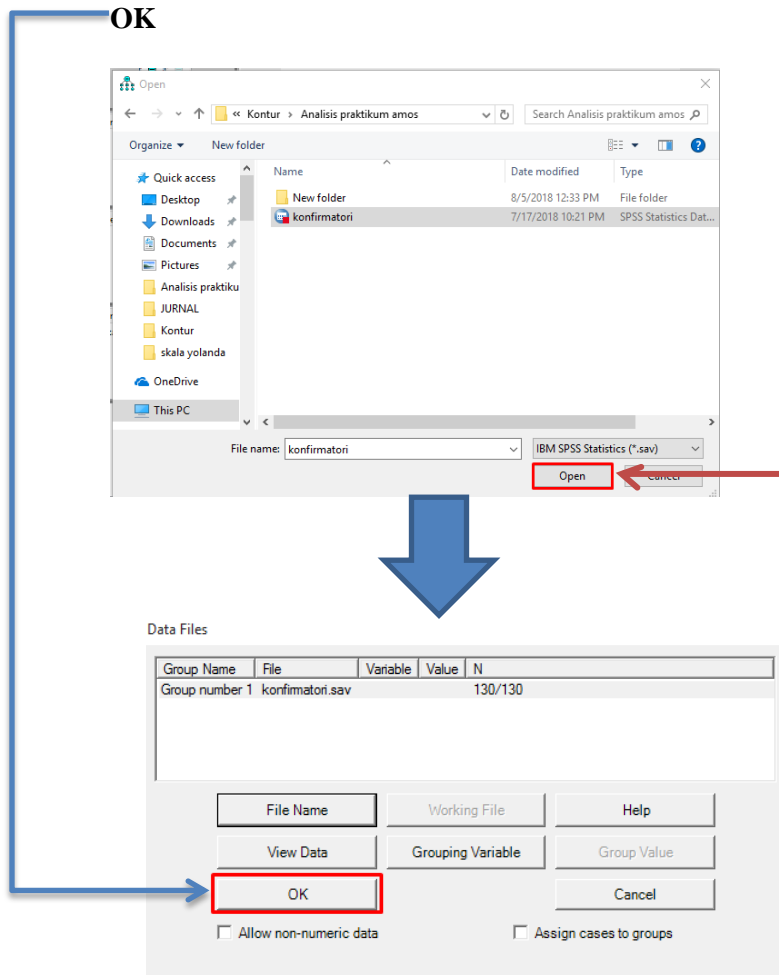 OK
Open
« Kontur › Analisis praktikum amos
Search Analisis praktikum amos
Organize
New folder
Name
Date modified
Type
Quick access
Desktop
Downloads
Documents
Pictures
Analisis praktiku
JURNAL
Kontur
skala yolanda
OneDrive
This PC
New folder 8/5/2018 12:33 PM File folder
konfirmatori 7/17/2018 10:21 PM SPSS Statistics Dat...
File name: konfirmatori IBM SPSS Statistics (*.sav)
Open Cancel
Data Files
Group Name File Variable Value N
Group number 1 konfirmatori.sav 130/130
File Name Working File Help
View Data Grouping Variable Group Value
OK Cancel
Allow non-numeric data Assign cases to groups